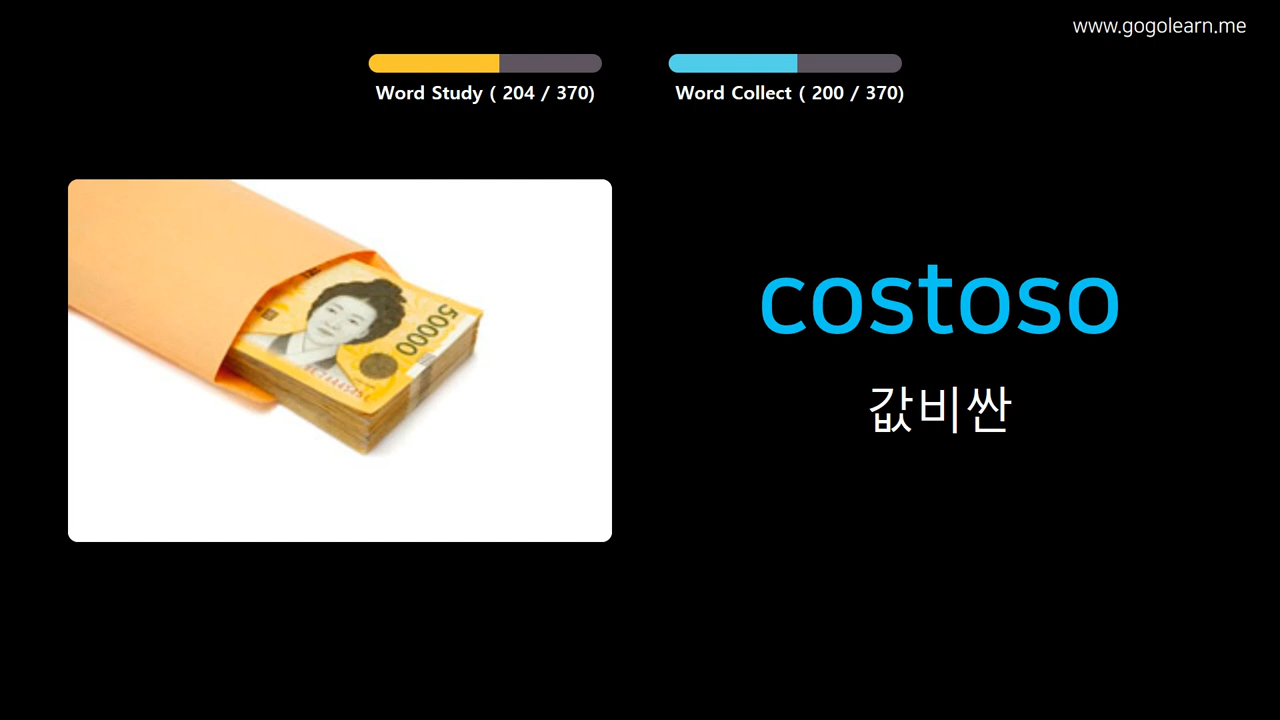 www.gogolearn.me
Word Study ( 204 / 370)
Word Collect ( 200 / 370)
costoso
값비싼
50000